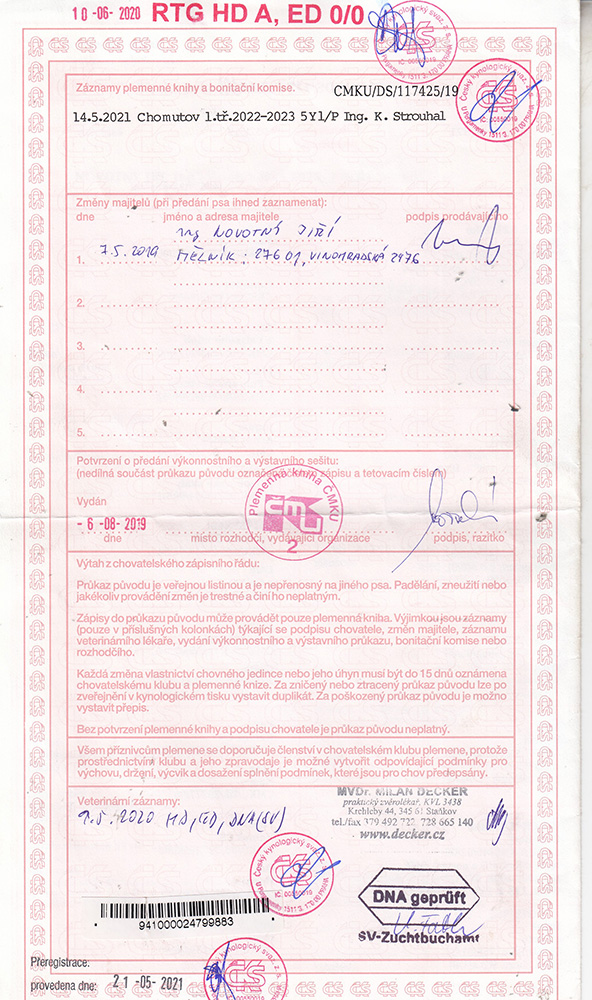 10 -06- 2020 RTG HD A, ED 0/0
Záznamy plemenné knihy a bonitační komise.
CMKU/DS/117425/19
14.5.2021 Chomutov 1.tř.2022-2023 5Y1/P Ing. K. Strouhal
Změny majitelů (při předání psa ihned zaznamenat):
dne jméno a adresa majitele podpis prodávajícího
Ing NOVOTNÝ JIŘÍ
1. 7.5.2019 MĚLNÍK : 276 01, VINOHRADSKÁ 2976
2.
3.
4.
5.
Potvrzení o předání výkonnostního a výstavního sešitu:
(nedílná součást průkazu původu označen číslem zápisu a tetovacím číslem)
Plemenná kniha ČMKU
ČMKU
2
Vydán
- 6 -08- 2019
dne místo rozhodčí, vydávající organizace podpis, razítko
Výtah z chovatelského zápisního řádu:
Průkaz původu je veřejnou listinou a je nepřenosný na jiného psa. Padělání, zneužití nebo
jakékoliv provádění změn je trestné a činí ho neplatným.
Zápisy do průkazu původu může provádět pouze plemenná kniha. Výjimkou jsou záznamy
(pouze v příslušných kolonkách) týkající se podpisu chovatele, změn majitele, záznamu
veterinárního lékaře, vydání výkonnostního a výstavního průkazu, bonitační komise nebo
rozhodčího.
Každá změna vlastnictví chovného jedince nebo jeho úhyn musí být do 15 dnů oznámena
chovatelskému klubu a plemenné knize. Za zničený nebo ztracený průkaz původu lze po
zveřejnění v kynologickém tisku vystavit duplikát. Za poškozený průkaz původu je možno
vystavit přepis.
Bez potvrzení plemenné knihy a podpisu chovatele je průkaz původu neplatný.
Všem příznivcům plemene se doporučuje členství v chovatelském klubu plemene, protože
prostřednictvím klubu a jeho zpravodaje je možné vytvořit odpovídající podmínky pro
výchovu, držení, výcvik a dosažení splnění podmínek, které jsou pro chov předepsány.
Veterinární záznamy:
9.5.2020 HD, ED, DNA (SV)
MVDr. MILAN DECKER
praktický zvěrolékař, KVL 3438
Krchleby 44, 345 61 Staňkov
tel./fax 379 492 722, 728 665 140
www.decker.cz
Český kynologický svaz, z. s.
DNA geprüft
SV-Zuchtbuchamt
941000024799883
Přeregistrace:
provedena dne: 21 -05- 2021